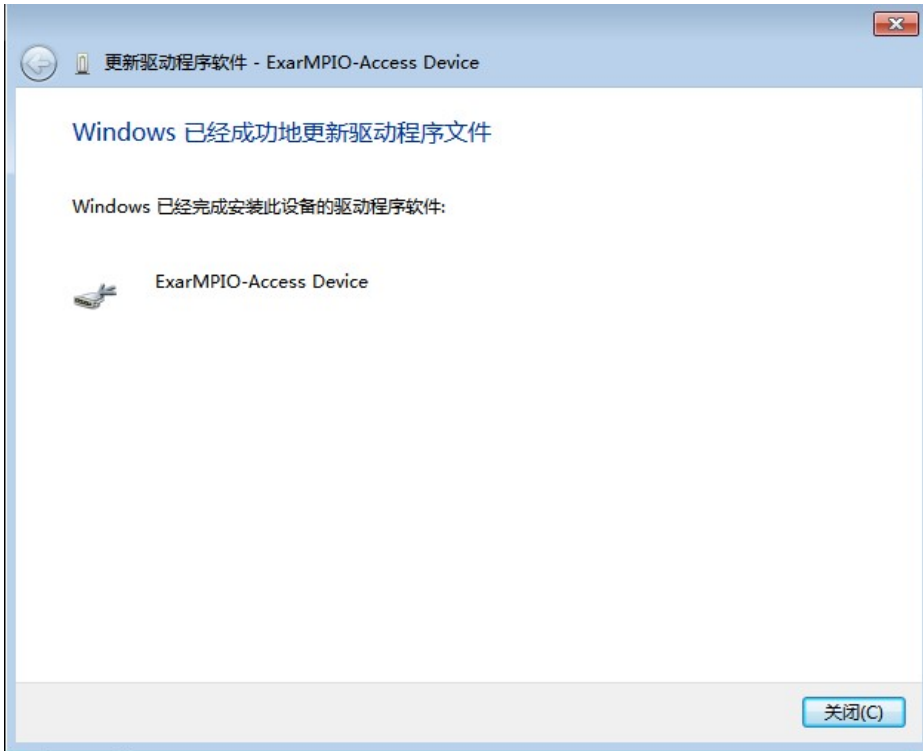 更新驱动程序软件 - ExarMPIO-Access Device
Windows 已经成功地更新驱动程序文件
Windows 已经完成安装此设备的驱动程序软件:
ExarMPIO-Access Device
关闭(C)